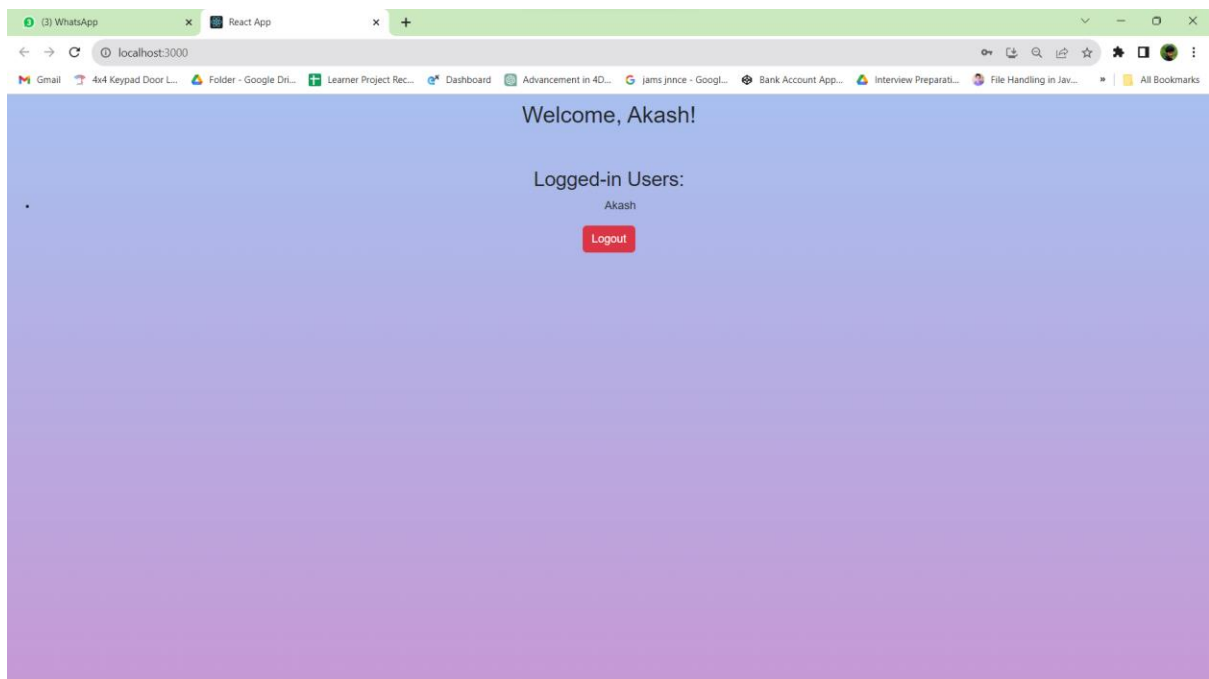 (3) WhatsApp
React App
localhost:3000
Gmail 4x4 Keypad Door L... Folder - Google Dri... Learner Project Rec... Dashboard Advancement in 4D... jams jnnce - Googl... Bank Account App... Interview Preparati... File Handling in Jav... » All Bookmarks
Welcome, Akash!
Logged-in Users:
• Akash
Logout